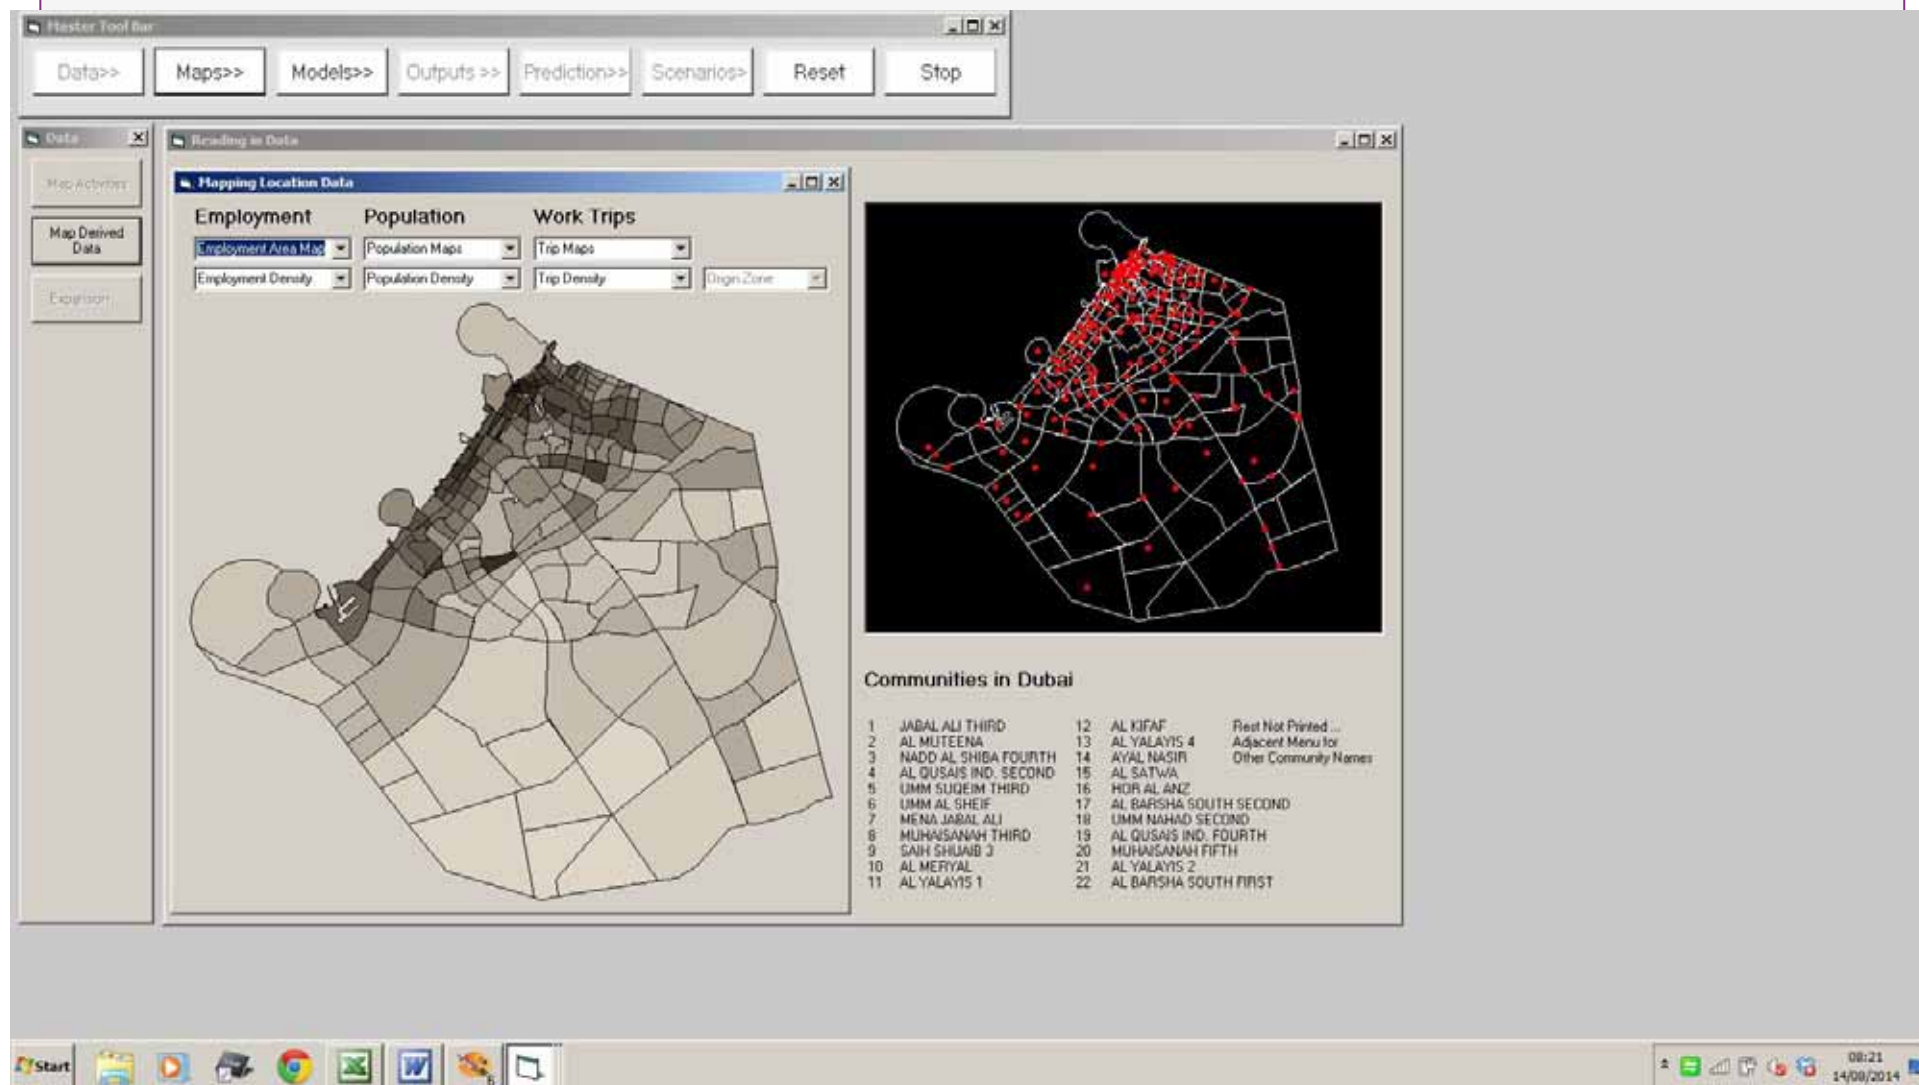 Master Tool Bar
Data>> Maps>> Models>> Outputs >> Prediction>> Scenarios> Reset Stop
Data
Reading in Data
Map Activities
Map Derived
Data
Mapping Location Data
Employment Population Work Trips
Employment Area Map Population Maps Trip Maps
Employment Density Population Density Trip Density Origin Zone
Communities in Dubai
1 JABAL ALI THIRD 12 AL KIFAF Rest Not Printed ...
2 AL MUTEENA 13 AL YALAYIS 4 Adjacent Menu for
3 NADD AL SHIBA FOURTH 14 AYAL NASIR Other Community Names
4 AL QUSAIS IND. SECOND 15 AL SATWA
5 UMM SUQEIM THIRD 16 HOR AL ANZ
6 UMM AL SHEIF 17 AL BARSHA SOUTH SECOND
7 MENA JABAL ALI 18 UMM NAHAD SECOND
8 MUHAISANAH THIRD 19 AL QUSAIS IND. FOURTH
9 SAIH SHUAIB 3 20 MUHAISANAH FIFTH
10 AL MERYAL 21 AL YALAYIS 2
11 AL YALAYIS 1 22 AL BARSHA SOUTH FIRST
Start
08:21
14/08/2014